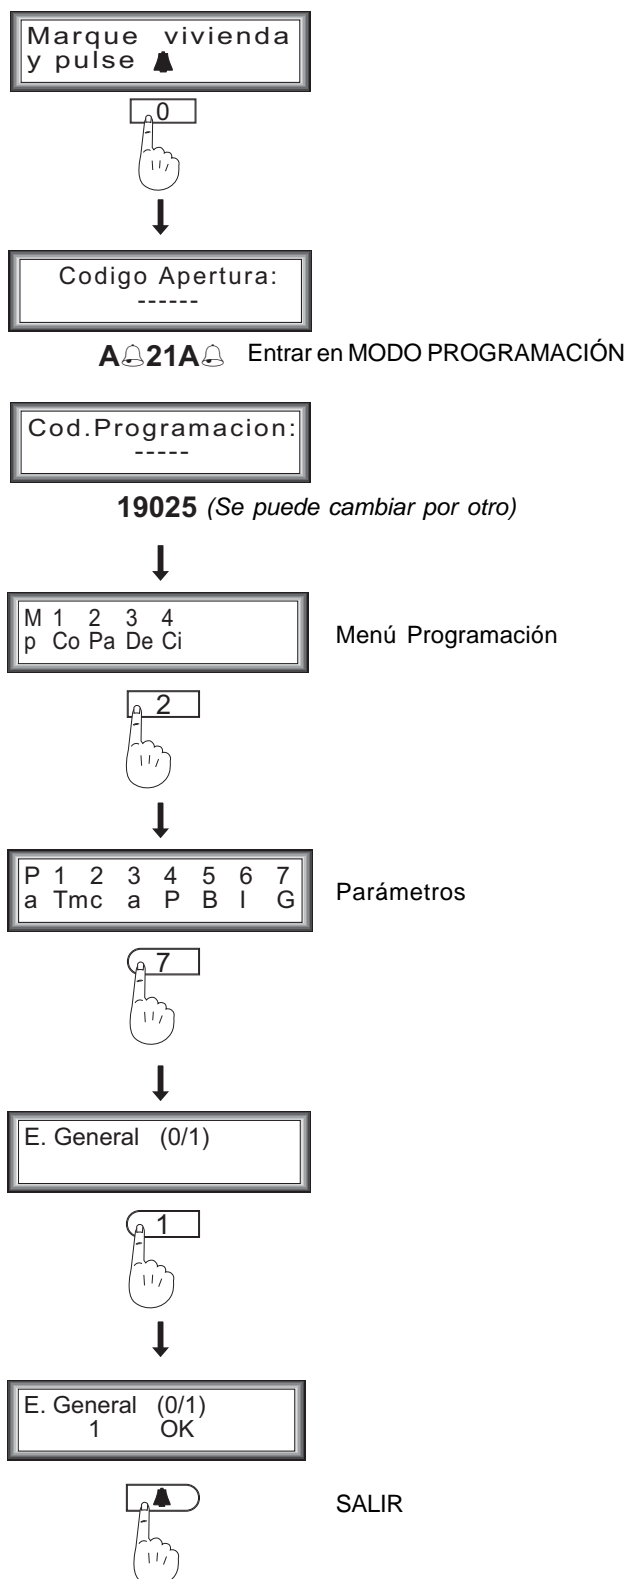 Marque vivienda
y pulse 🔔
0
Codigo Apertura:
------
A🔔21A🔔 Entrar en MODO PROGRAMACIÓN
Cod.Programacion:
-----
19025 (Se puede cambiar por otro)
M 1 2 3 4
p Co Pa De Ci
Menú Programación
2
P 1 2 3 4 5 6 7
a Tmc a P B I G
Parámetros
7
E. General (0/1)
1
E. General (0/1)
1 OK
🔔
SALIR